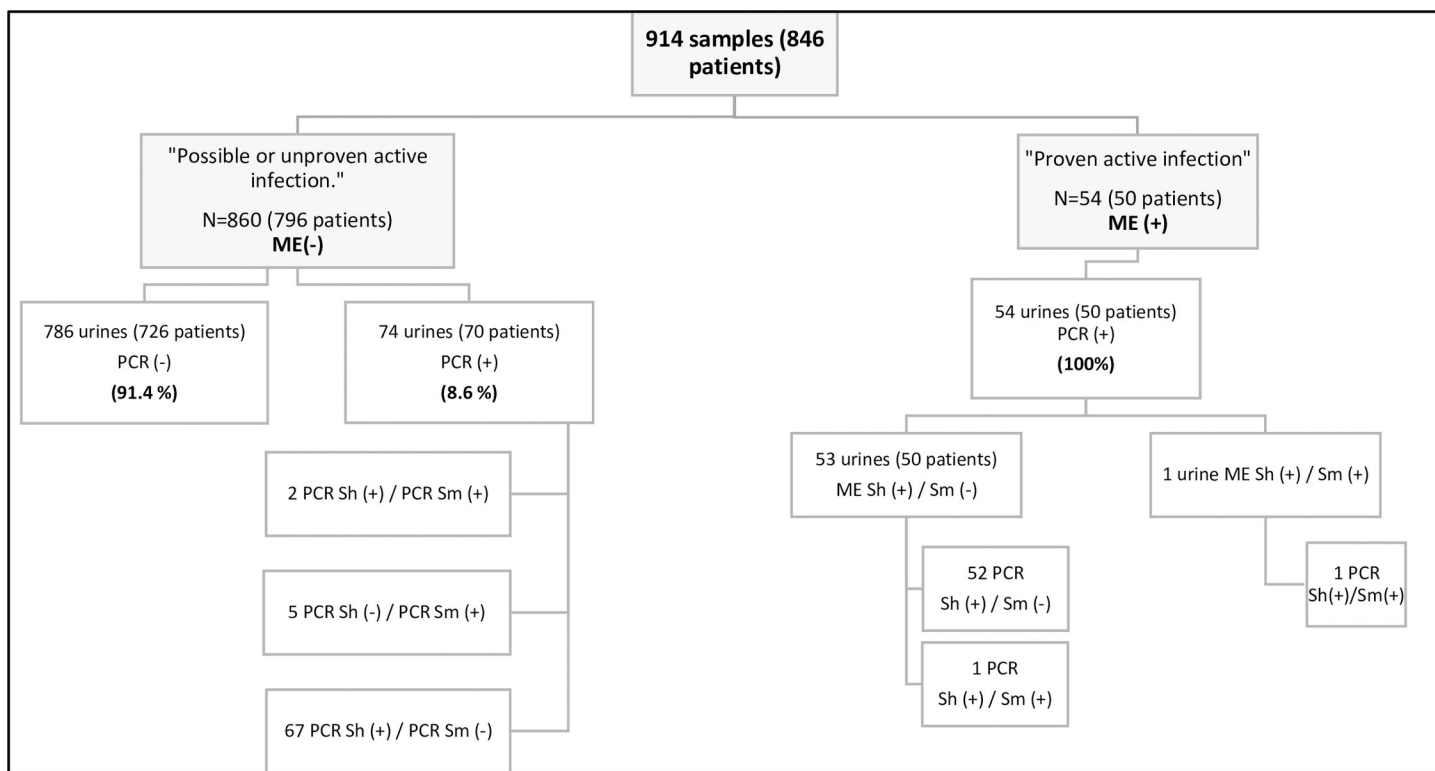 914 samples (846
patients)
"Possible or unproven active
infection."
N=860 (796 patients)
ME(-)
"Proven active infection"
N=54 (50 patients)
ME (+)
786 urines (726 patients)
PCR (-)
(91.4 %)
74 urines (70 patients)
PCR (+)
(8.6 %)
54 urines (50 patients)
PCR (+)
(100%)
2 PCR Sh (+) / PCR Sm (+)
5 PCR Sh (-) / PCR Sm (+)
67 PCR Sh (+) / PCR Sm (-)
53 urines (50 patients)
ME Sh (+) / Sm (-)
1 urine ME Sh (+) / Sm (+)
52 PCR
Sh (+) / Sm (-)
1 PCR
Sh (+) / Sm (+)
1 PCR
Sh(+)/Sm(+)